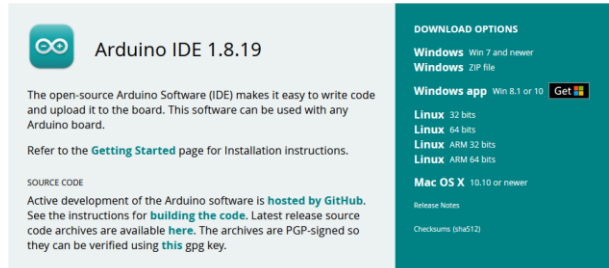 Arduino IDE 1.8.19
The open-source Arduino Software (IDE) makes it easy to write code
and upload it to the board. This software can be used with any
Arduino board.
Refer to the Getting Started page for Installation instructions.
SOURCE CODE
Active development of the Arduino software is hosted by GitHub.
See the instructions for building the code. Latest release source
code archives are available here. The archives are PGP-signed so
they can be verified using this gpg key.
DOWNLOAD OPTIONS
Windows Win 7 and newer
Windows ZIP file
Windows app Win 8.1 or 10 Get
Linux 32 bits
Linux 64 bits
Linux ARM 32 bits
Linux ARM 64 bits
Mac OS X 10.10 or newer
Release Notes
Checksums (sha512)